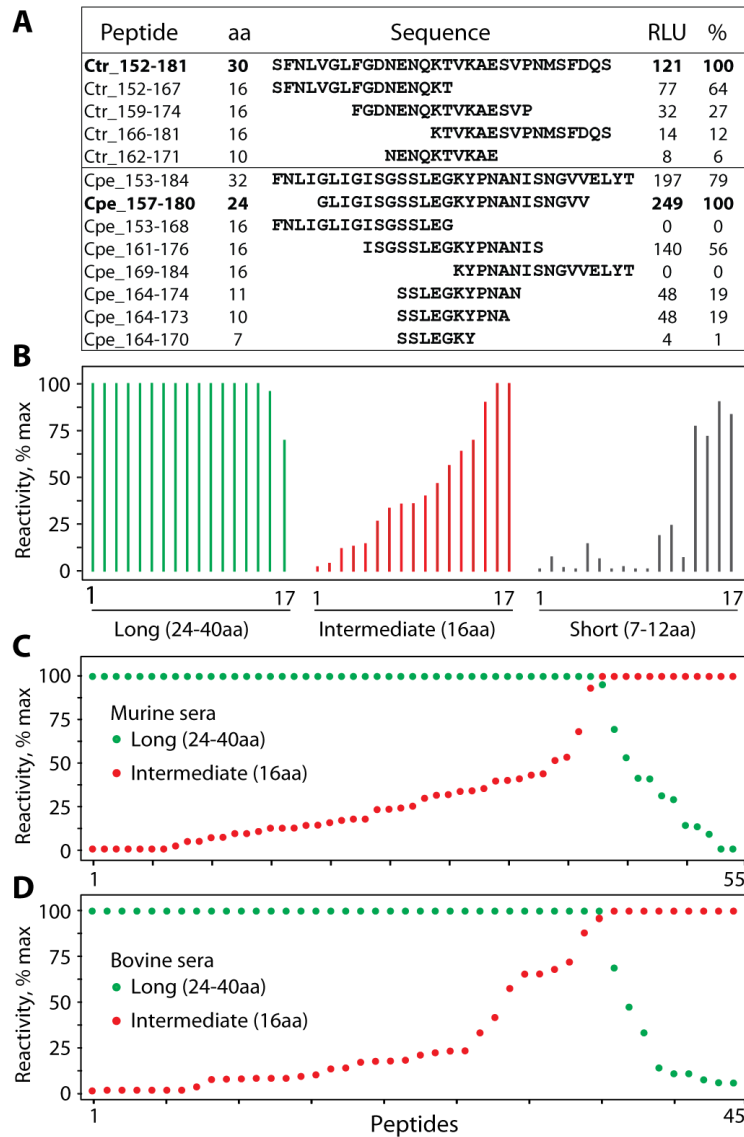 A
Peptide aa Sequence RLU %
Ctr_152-181 30 SFNLVGLFGDNENQKTVKAESVPNMSFDQS 121 100
Ctr_152-167 16 SFNLVGLFGDNENQKT 77 64
Ctr_159-174 16 FGDNENQKTVKAESVP 32 27
Ctr_166-181 16 KTVKAESVPNMSFDQS 14 12
Ctr_162-171 10 NENQKTVKAE 8 6
Cpe_153-184 32 FNLIGLIGISGSSLEGKYPNANISNGVVELYT 197 79
Cpe_157-180 24 GLIGISGSSLEGKYPNANISNGVV 249 100
Cpe_153-168 16 FNLIGLIGISGSSLEG 0 0
Cpe_161-176 16 ISGSSLEGKYPNANIS 140 56
Cpe_169-184 16 KYPNANISNGVVELYT 0 0
Cpe_164-174 11 SSLEGKYPNAN 48 19
Cpe_164-173 10 SSLEGKYPNA 48 19
Cpe_164-170 7 SSLEGKY 4 1
B
Reactivity, % max
100
75
50
25
0
1 17 1 17 1 17
Long (24-40aa) Intermediate (16aa) Short (7-12aa)
C
Reactivity, % max
100
75
50
25
0
Murine sera
Long (24-40aa)
Intermediate (16aa)
1 55
D
Reactivity, % max
100
75
50
25
0
Bovine sera
Long (24-40aa)
Intermediate (16aa)
1 45
Peptides